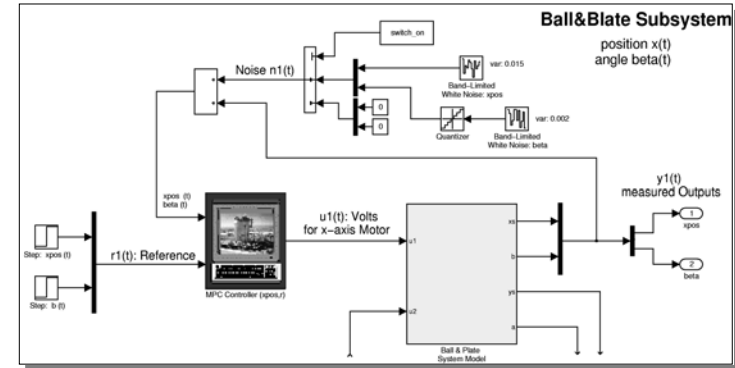 Ball&Blate Subsystem
position x(t)
angle beta(t)
switch_on
Noise n1(t)
var: 0.015
Band-Limited
White Noise: xpos
0
0
Quantizer
var: 0.002
Band-Limited
White Noise: beta
+
+
xpos (t)
beta (t)
y1(t)
measured Outputs
1
xpos
2
beta
u1(t): Volts
for x-axis Motor
Step: xpos (t)
r1(t): Reference
Step: b (t)
MPC Controller (xpos,r)
u1
u2
xs
b
ys
a
Ball & Plate
System Model